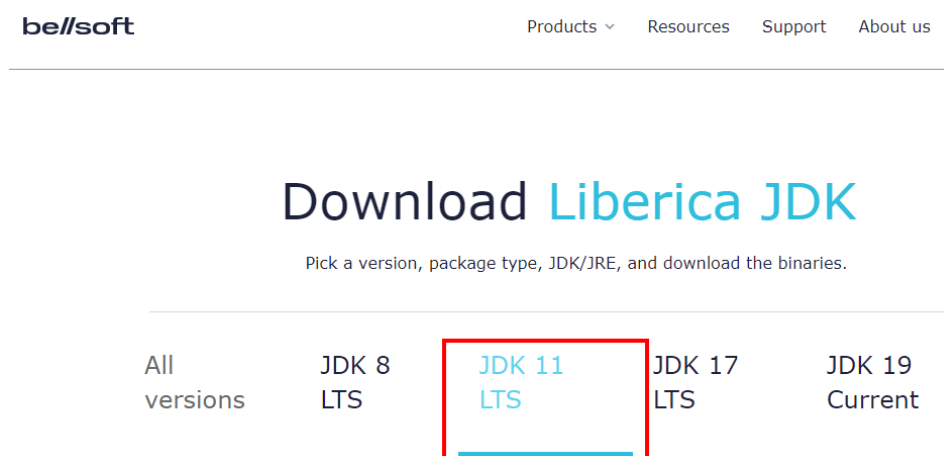 bellsoft
Products Resources Support About us
Download Liberica JDK
Pick a version, package type, JDK/JRE, and download the binaries.
All versions
JDK 8 LTS
JDK 11 LTS
JDK 17 LTS
JDK 19 Current